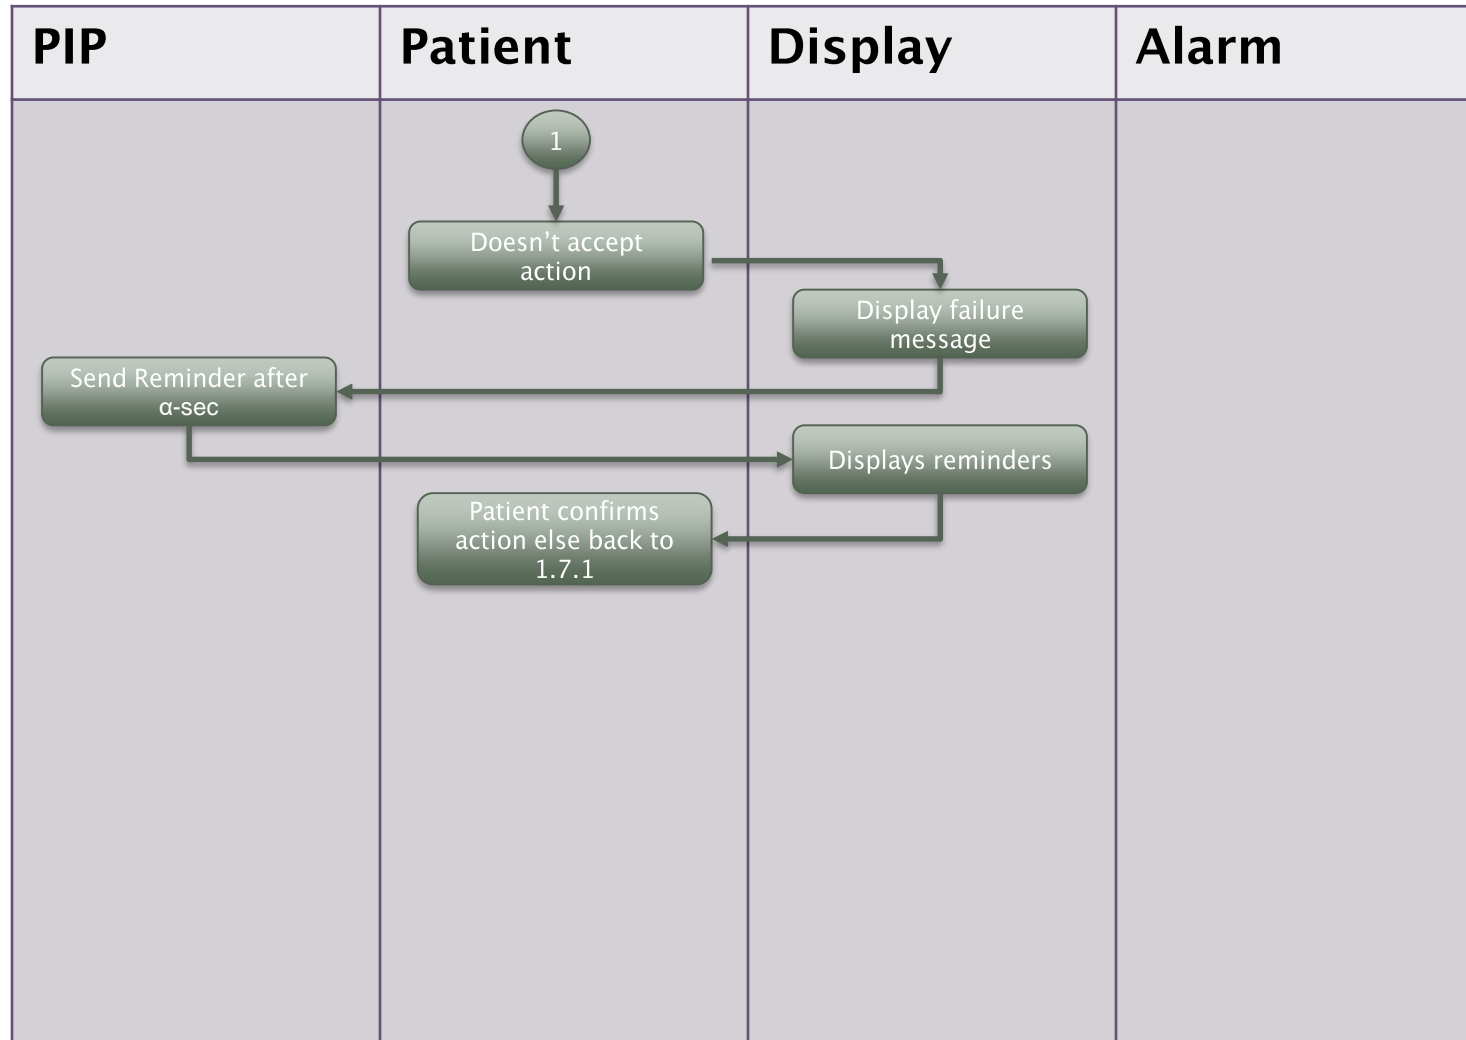 PIP
Patient
Display
Alarm
1
Doesn’t accept
action
Display failure
message
Send Reminder after
α-sec
Displays reminders
Patient confirms
action else back to
1.7.1